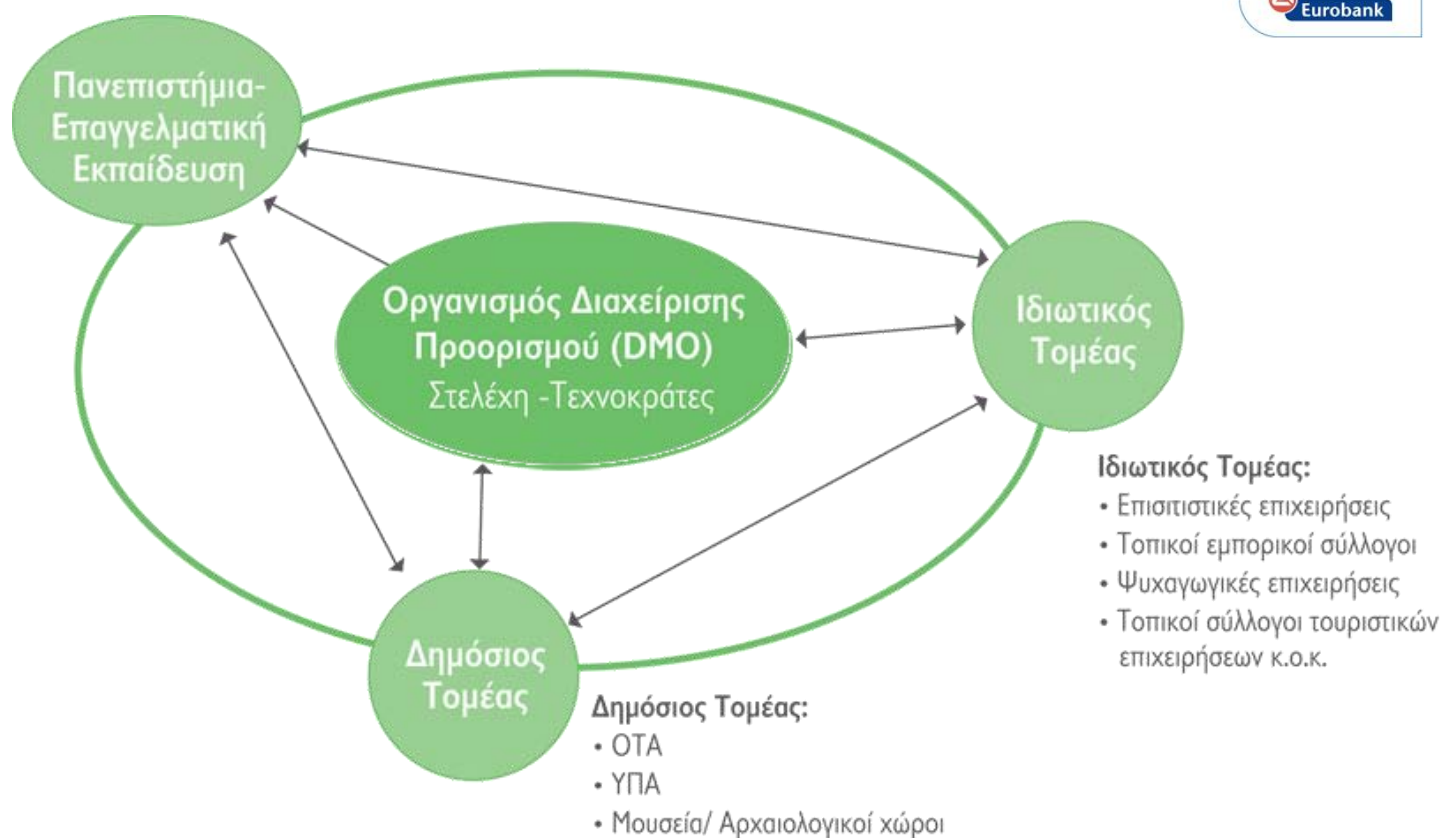 Eurobank
Πανεπιστήμια-
Επαγγελματική
Εκπαίδευση
Οργανισμός Διαχείρισης
Προορισμού (DMO)
Στελέχη -Τεχνοκράτες
Ιδιωτικός
Τομέας
Ιδιωτικός Τομέας:
• Επισιτιστικές επιχειρήσεις
• Τοπικοί εμπορικοί σύλλογοι
• Ψυχαγωγικές επιχειρήσεις
• Τοπικοί σύλλογοι τουριστικών
επιχειρήσεων κ.ο.κ.
Δημόσιος
Τομέας
Δημόσιος Τομέας:
• ΟΤΑ
• ΥΠΑ
• Μουσεία/ Αρχαιολογικοί χώροι